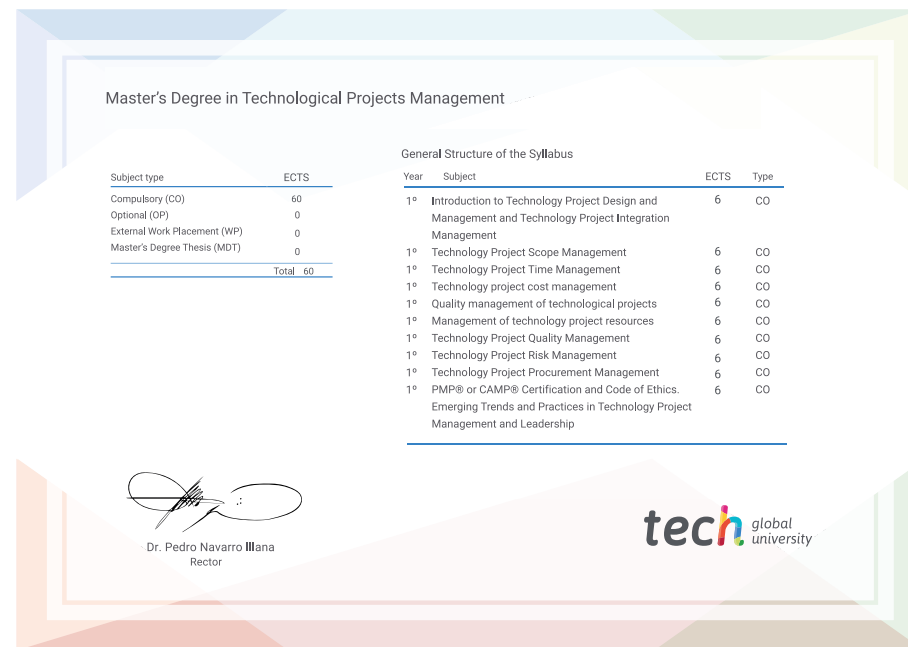 Master's Degree in Technological Projects Management
Subject type ECTS
Compulsory (CO) 60
Optional (OP) 0
External Work Placement (WP) 0
Master's Degree Thesis (MDT) 0
Total 60
General Structure of the Syllabus
Year Subject ECTS Type
1º Introduction to Technology Project Design and 6 CO
Management and Technology Project Integration
Management
1º Technology Project Scope Management 6 CO
1º Technology Project Time Management 6 CO
1º Technology project cost management 6 CO
1º Quality management of technological projects 6 CO
1º Management of technology project resources 6 CO
1º Technology Project Quality Management 6 CO
1º Technology Project Risk Management 6 CO
1º Technology Project Procurement Management 6 CO
1º PMP® or CAMP® Certification and Code of Ethics. 6 CO
Emerging Trends and Practices in Technology Project
Management and Leadership
Dr. Pedro Navarro Illana
Rector
tech global
university